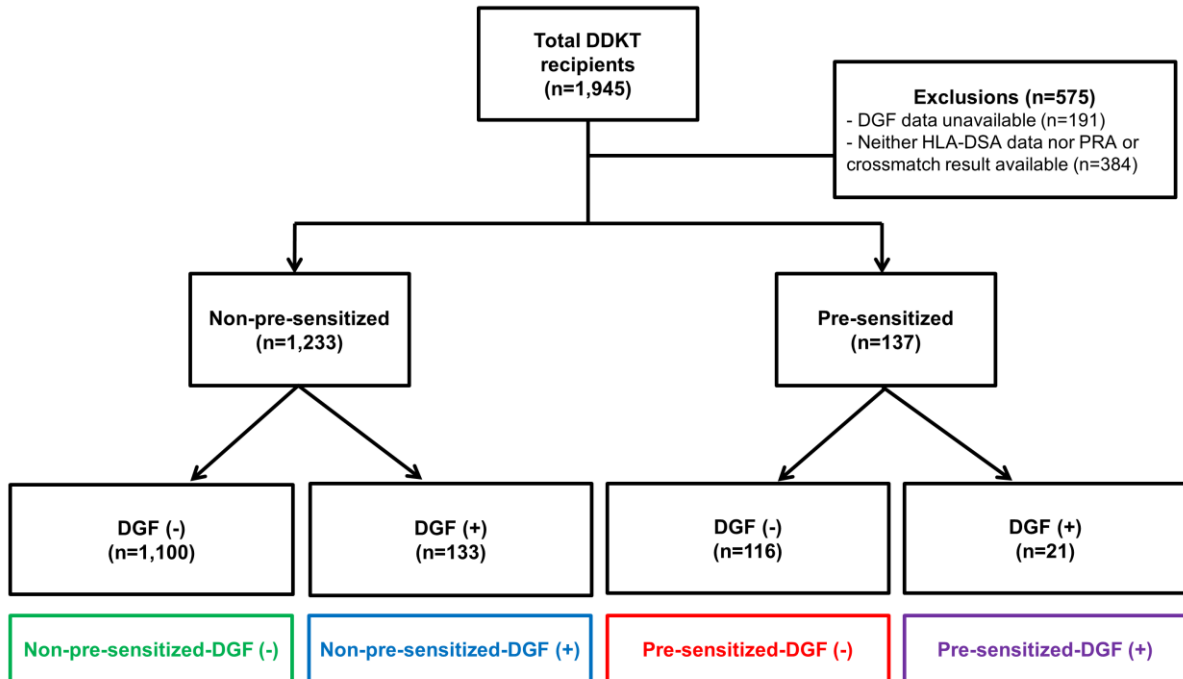 Total DDKT
recipients
(n=1,945)
Exclusions (n=575)
- DGF data unavailable (n=191)
- Neither HLA-DSA data nor PRA or
crossmatch result available (n=384)
Non-pre-sensitized
(n=1,233)
Pre-sensitized
(n=137)
DGF (-)
(n=1,100)
DGF (+)
(n=133)
DGF (-)
(n=116)
DGF (+)
(n=21)
Non-pre-sensitized-DGF (-)
Non-pre-sensitized-DGF (+)
Pre-sensitized-DGF (-)
Pre-sensitized-DGF (+)